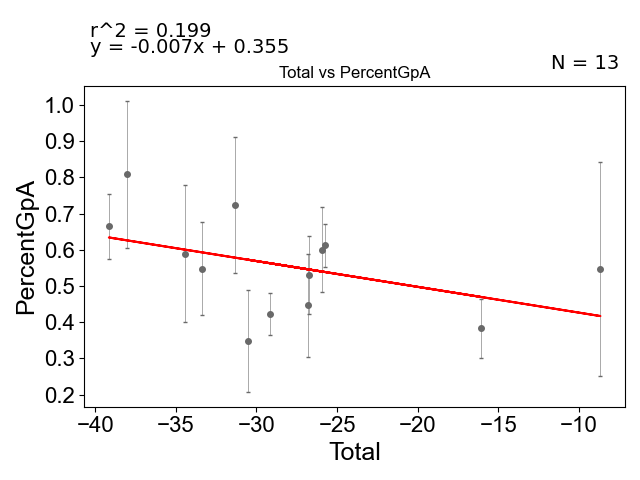 r^2 = 0.199
y = -0.007x + 0.355
N = 13
Total vs PercentGpA
1.0
0.9
0.8
0.7
0.6
0.5
0.4
0.3
0.2
PercentGpA
−40 −35 −30 −25 −20 −15 −10
Total